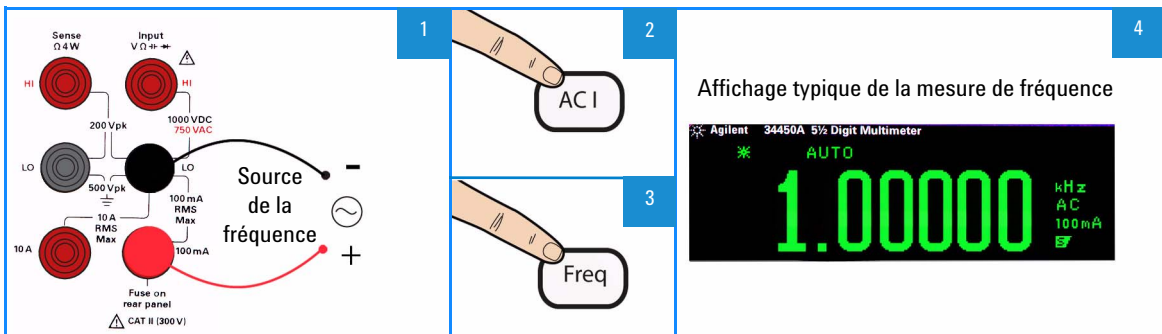 1
Sense
Ω 4 W
Input
V Ω
HI
HI
200 Vpk
1000 VDC
750 VAC
LO
LO
500 Vpk
100 mA
RMS
Max
10 A
RMS
Max
10 A
100 mA
Fuse on
rear panel
CAT II (300 V)
Source
de la
fréquence
-
+
2
AC I
3
Freq
4
Affichage typique de la mesure de fréquence
Agilent 34450A 5½ Digit Multimeter
* AUTO
1.00000
kHz
AC
100mA
S